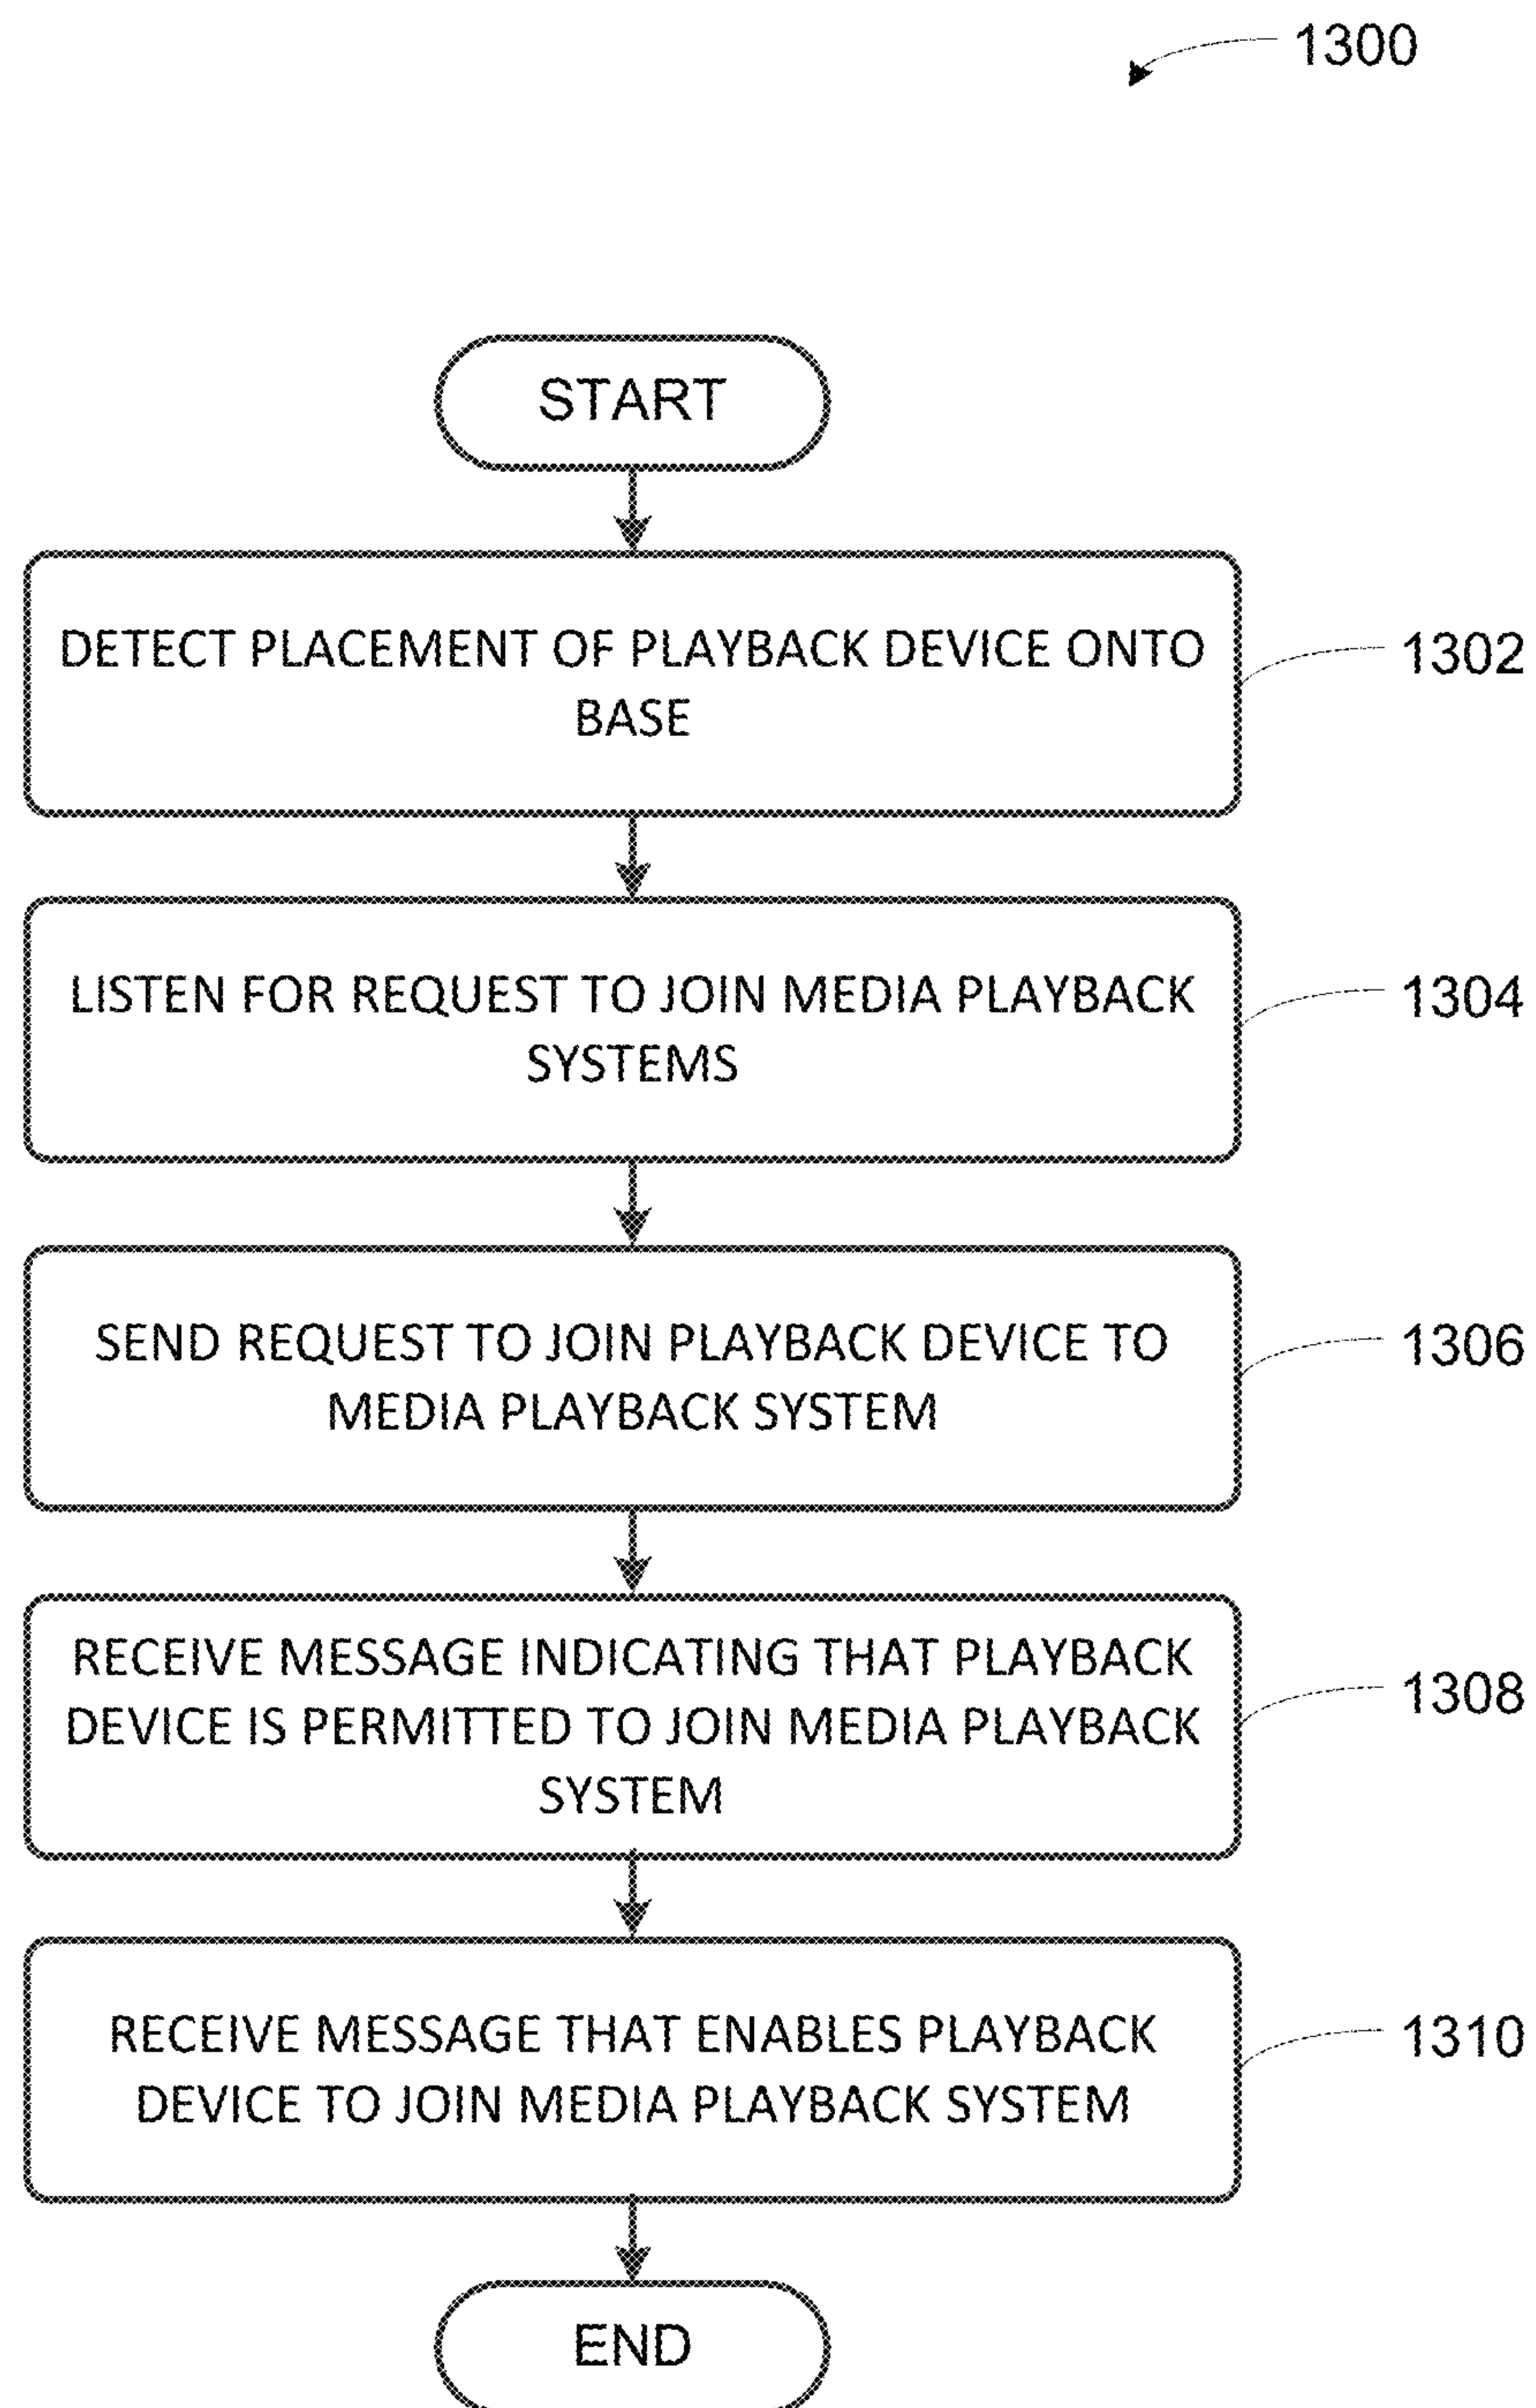 1300
START
DETECT PLACEMENT OF PLAYBACK DEVICE ONTO
BASE
1302
LISTEN FOR REQUEST TO JOIN MEDIA PLAYBACK
SYSTEMS
1304
SEND REQUEST TO JOIN PLAYBACK DEVICE TO
MEDIA PLAYBACK SYSTEM
1306
RECEIVE MESSAGE INDICATING THAT PLAYBACK
DEVICE IS PERMITTED TO JOIN MEDIA PLAYBACK
SYSTEM
1308
RECEIVE MESSAGE THAT ENABLES PLAYBACK
DEVICE TO JOIN MEDIA PLAYBACK SYSTEM
1310
END